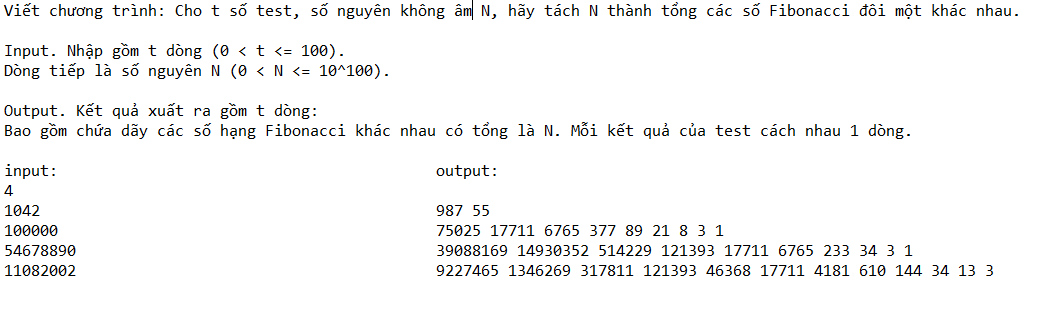 Viết chương trình: Cho t số test, số nguyên không âm N, hãy tách N thành tổng các số Fibonacci đôi một khác nhau.
Input. Nhập gồm t dòng (0 < t <= 100).
Dòng tiếp là số nguyên N (0 < N <= 10^100).
Output. Kết quả xuất ra gồm t dòng:
Bao gồm chứa dãy các số hạng Fibonacci khác nhau có tổng là N. Mỗi kết quả của test cách nhau 1 dòng.
input: output:
4
1042 987 55
100000 75025 17711 6765 377 89 21 8 3 1
54678890 39088169 14930352 514229 121393 17711 6765 233 34 3 1
11082002 9227465 1346269 317811 121393 46368 17711 4181 610 144 34 13 3